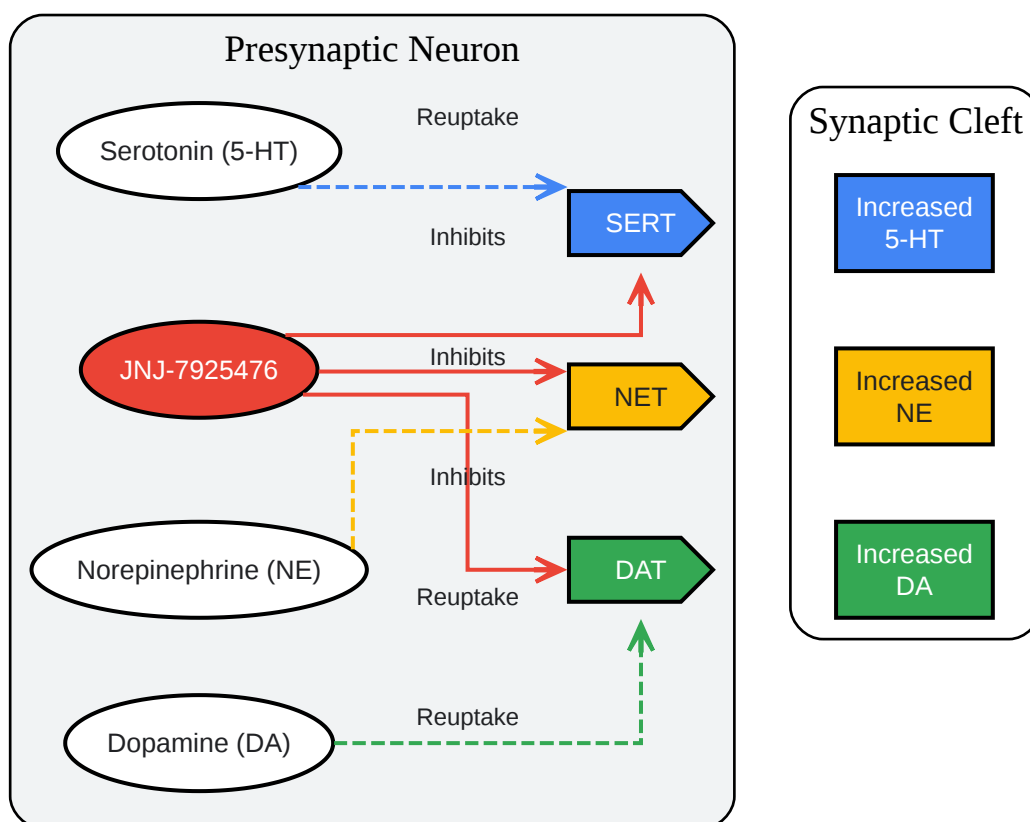 Presynaptic Neuron
Reuptake
Serotonin (5-HT)
SERT
Inhibits
JNJ-7925476
Inhibits
NET
Inhibits
Norepinephrine (NE)
DAT
Reuptake
Reuptake
Dopamine (DA)
Synaptic Cleft
Increased
5-HT
Increased
NE
Increased
DA